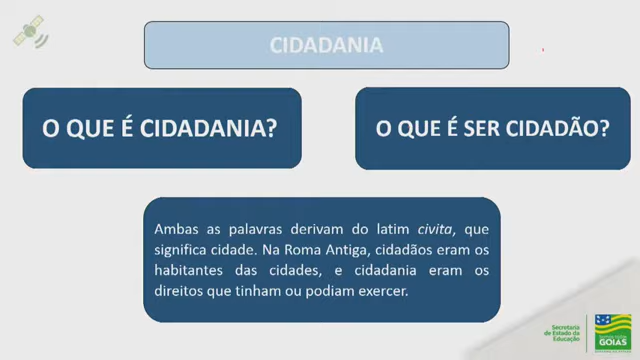 CIDADANIA
O QUE É CIDADANIA?
O QUE É SER CIDADÃO?
Ambas as palavras derivam do latim civita, que
significa cidade. Na Roma Antiga, cidadãos eram os
habitantes das cidades, e cidadania eram os
direitos que tinham ou podiam exercer.
Secretaria
de Estado da
Educação
GOIÁS